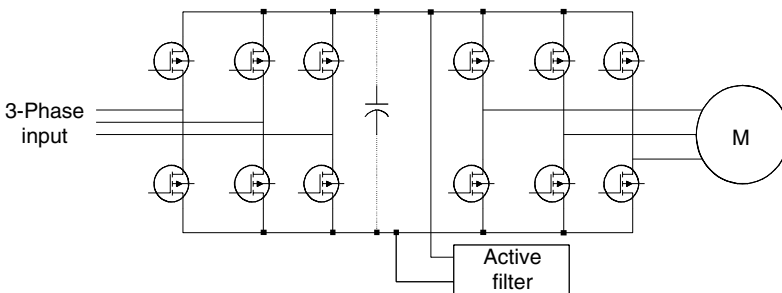 3-Phase
input
M
Active
filter